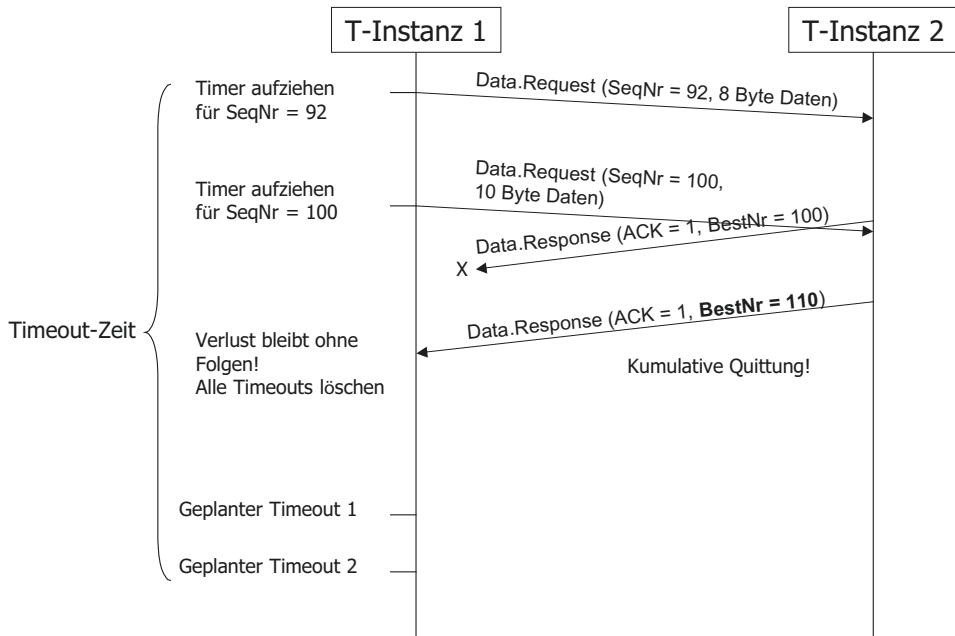 T-Instanz 1
T-Instanz 2
Timer aufziehen
für SeqNr = 92
Data.Request (SeqNr = 92, 8 Byte Daten)
Timer aufziehen
für SeqNr = 100
Data.Request (SeqNr = 100,
10 Byte Daten)
Data.Response (ACK = 1, BestNr = 100)
X
Timeout-Zeit
Data.Response (ACK = 1, BestNr = 110)
Verlust bleibt ohne
Folgen!
Alle Timeouts löschen
Kumulative Quittung!
Geplanter Timeout 1
Geplanter Timeout 2